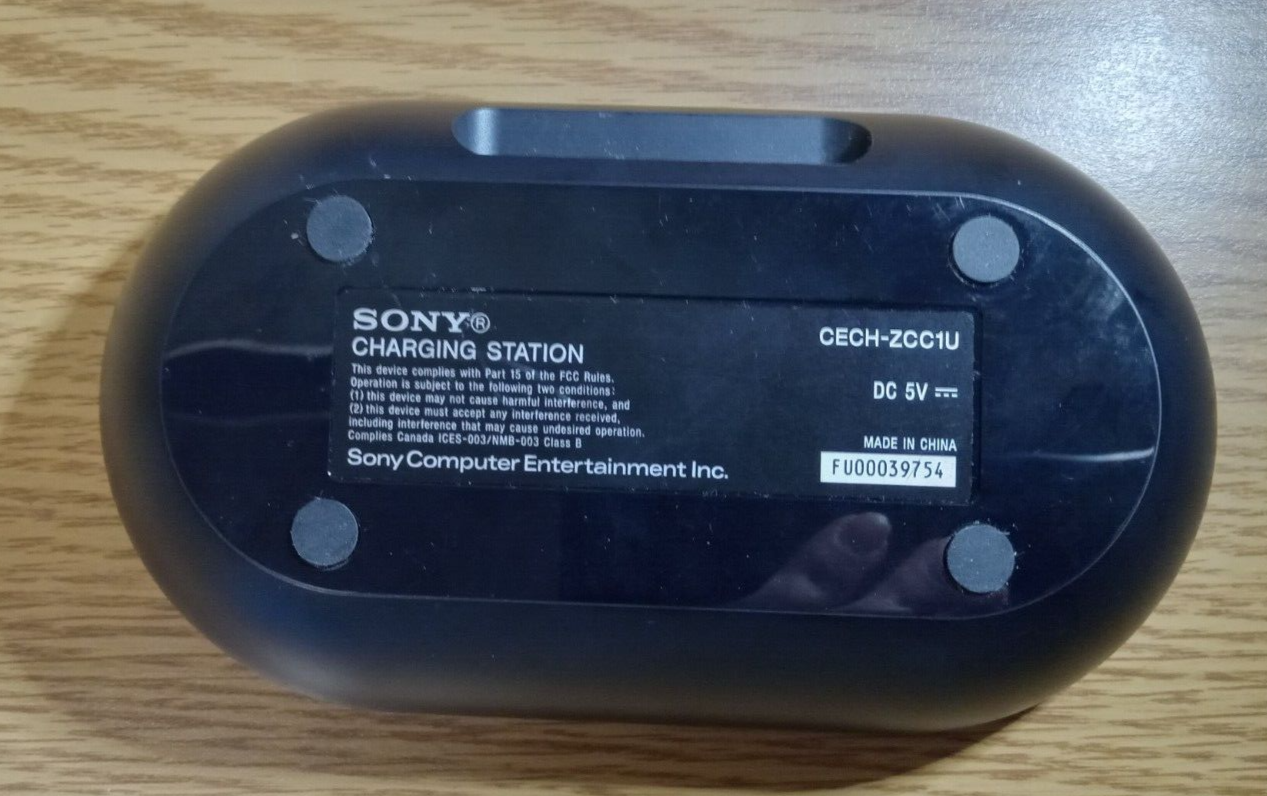 SONY®
CHARGING STATION
This device complies with Part 15 of the FCC Rules.
Operation is subject to the following two conditions:
(1) this device may not cause harmful interference, and
(2) this device must accept any interference received,
including interference that may cause undesired operation.
Complies Canada ICES-003/NMB-003 Class B
Sony Computer Entertainment Inc.
CECH-ZCC1U
DC 5V ⎓
MADE IN CHINA
FU00039754